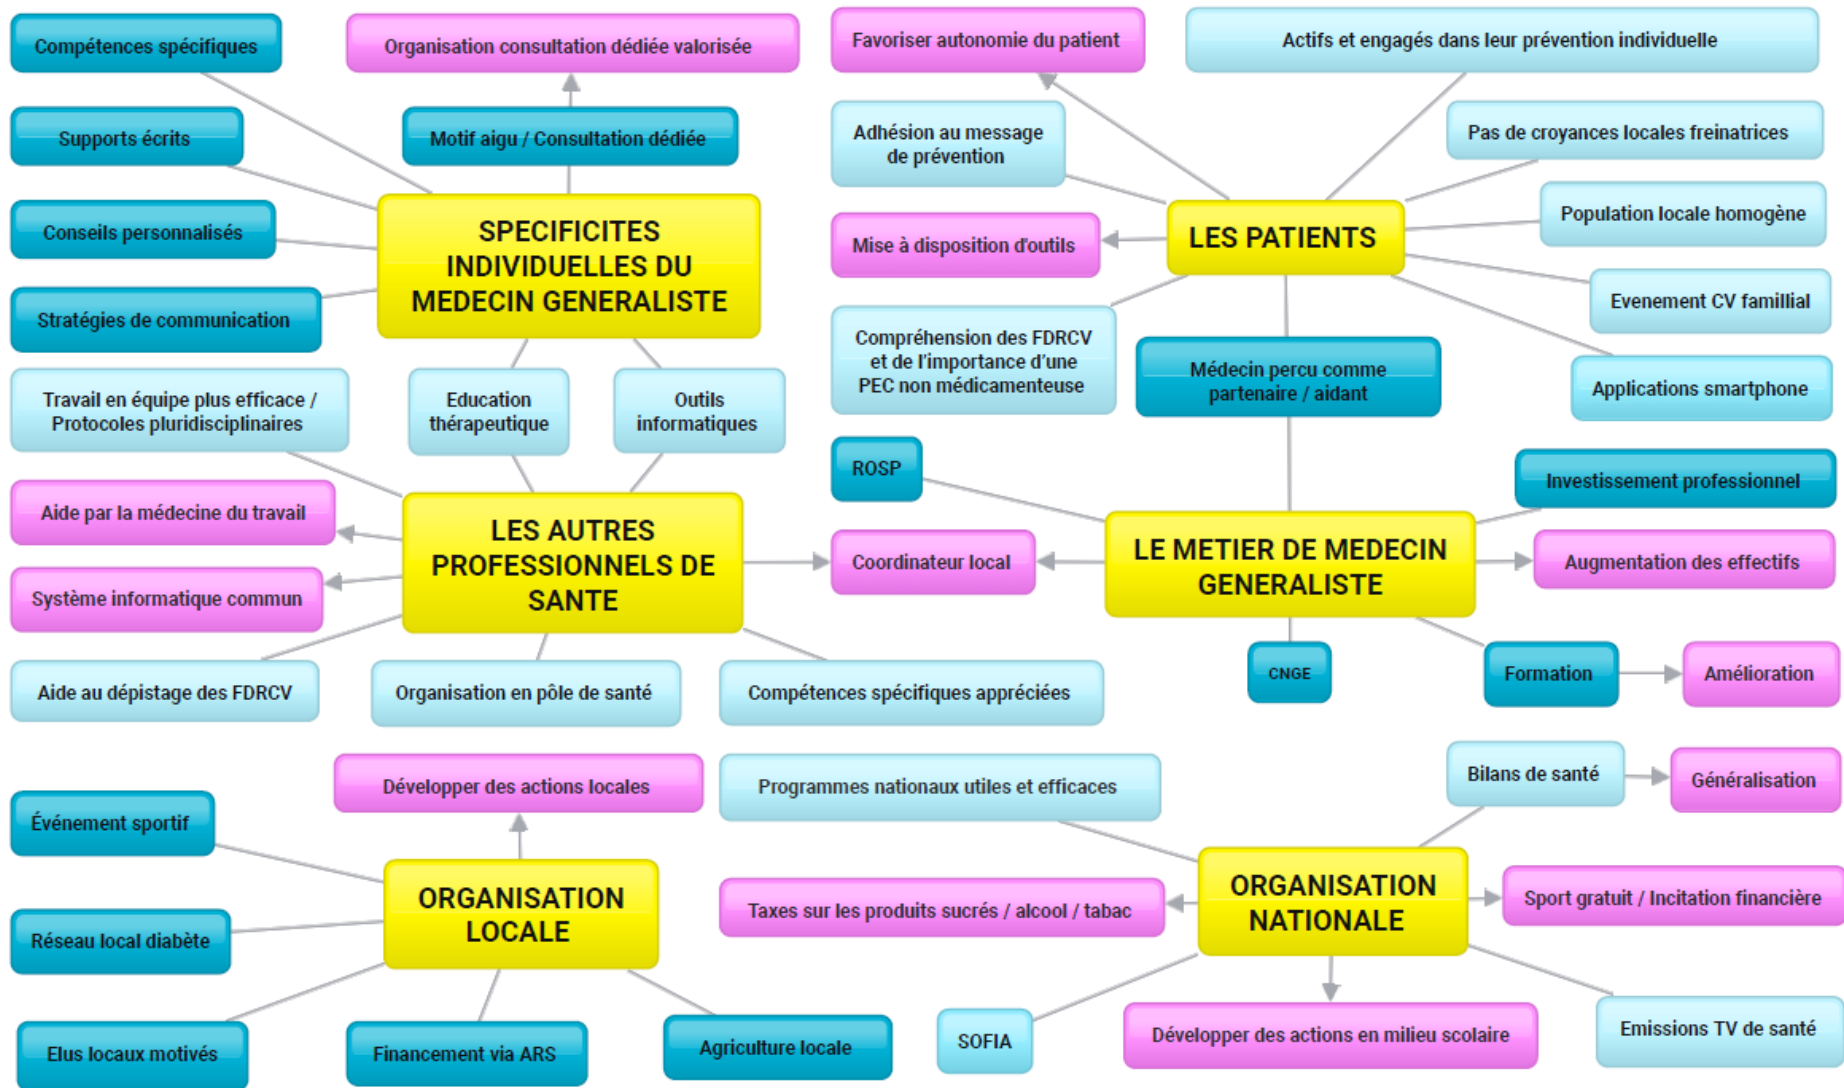 Compétences spécifiques
Organisation consultation dédiée valorisée
Supports écrits
Motif aigu / Consultation dédiée
Conseils personnalisés
SPECIFICITES
INDIVIDUELLES DU
MEDECIN GENERALISTE
Stratégies de communication
Favoriser autonomie du patient
Actifs et engagés dans leur prévention individuelle
Adhésion au message
de prévention
Pas de croyances locales freinatrices
Population locale homogène
Mise à disposition d'outils
LES PATIENTS
Evenement CV famillial
Compréhension des FDRCV
et de l'importance d'une
PEC non médicamenteuse
Médecin percu comme
partenaire / aidant
Applications smartphone
Travail en équipe plus efficace /
Protocoles pluridisciplinaires
Education
thérapeutique
Outils
informatiques
Aide par la médecine du travail
LES AUTRES
PROFESSIONNELS DE
SANTE
Système informatique commun
Aide au dépistage des FDRCV
Organisation en pôle de santé
Compétences spécifiques appréciées
ROSP
Investissement professionnel
Coordinateur local
LE METIER DE MEDECIN
GENERALISTE
Augmentation des effectifs
CNGE
Formation
Amélioration
Développer des actions locales
Événement sportif
ORGANISATION
LOCALE
Réseau local diabète
Elus locaux motivés
Financement via ARS
Agriculture locale
Programmes nationaux utiles et efficaces
Bilans de santé
Généralisation
Taxes sur les produits sucrés / alcool / tabac
ORGANISATION
NATIONALE
Sport gratuit / Incitation financière
SOFIA
Développer des actions en milieu scolaire
Emissions TV de santé